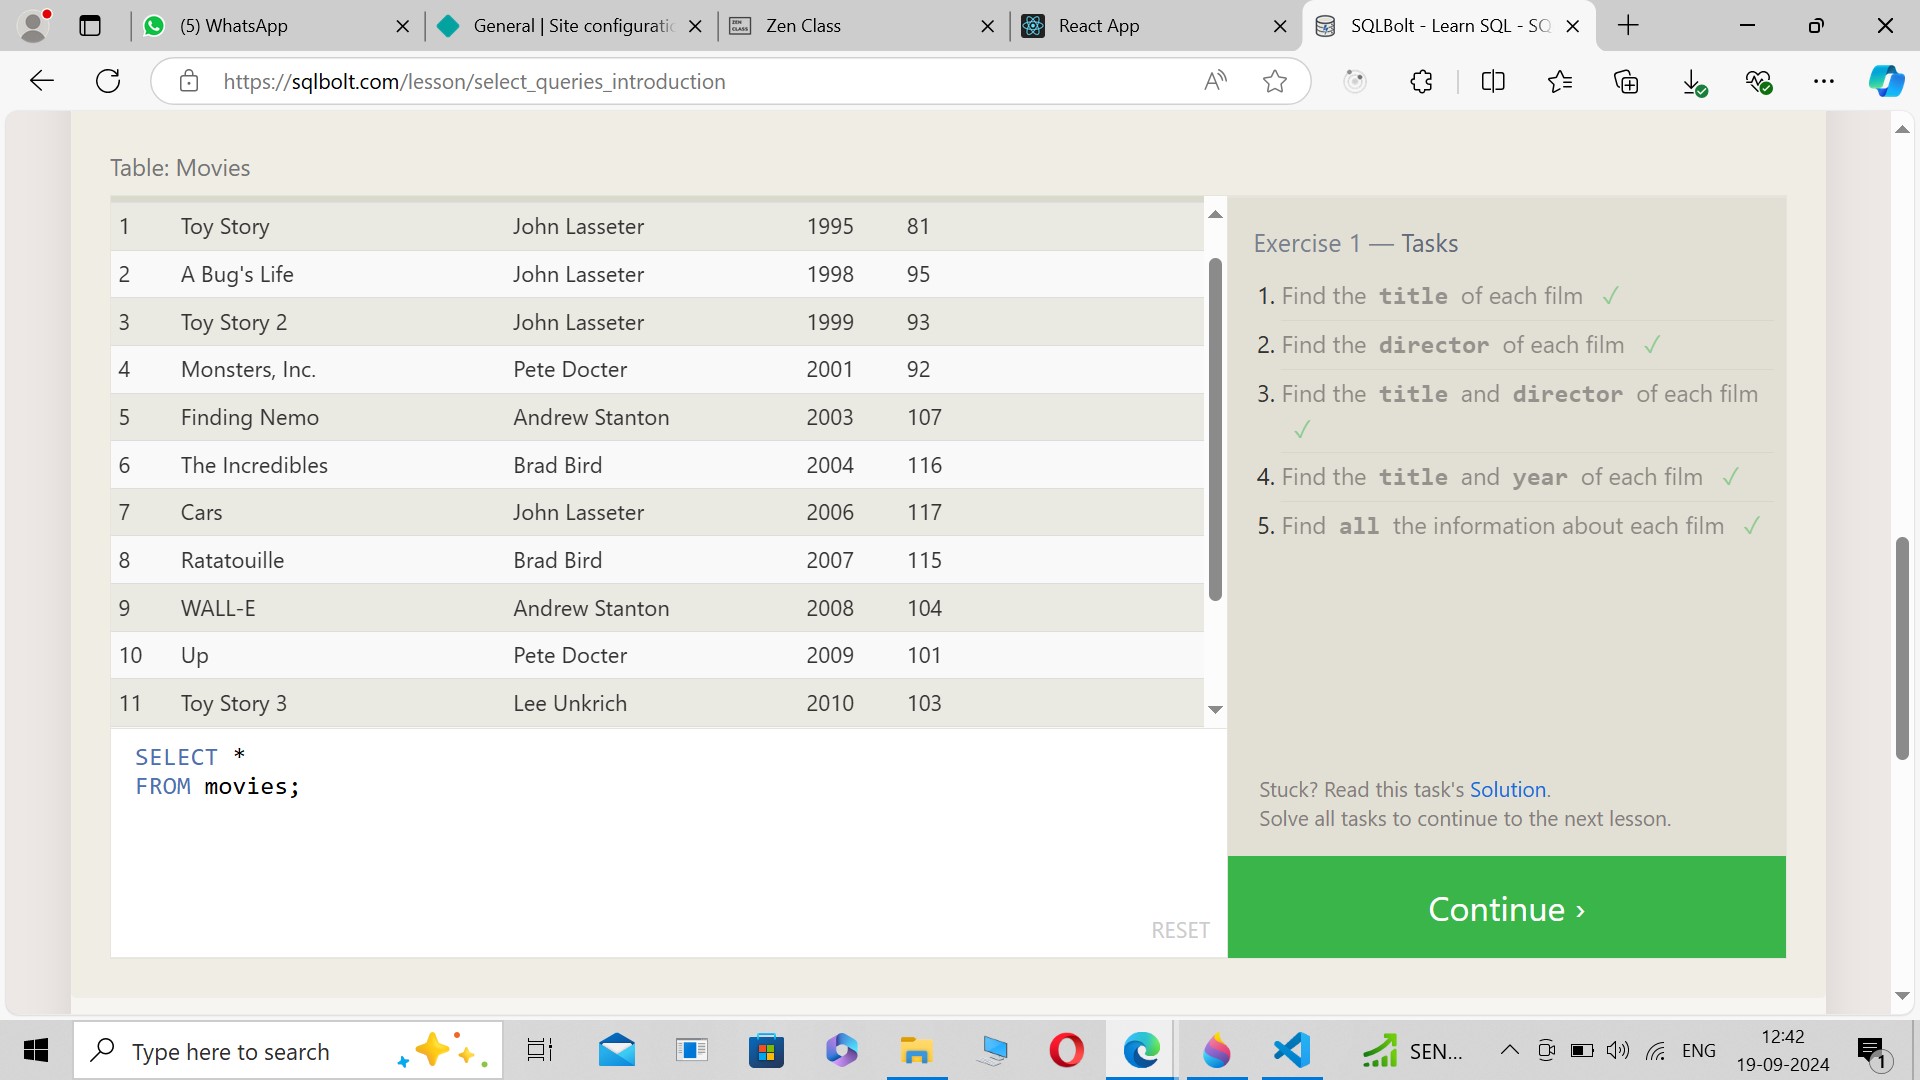 (5) WhatsApp
General | Site configuratio
Zen Class
React App
SQLBolt - Learn SQL - SQ
https://sqlbolt.com/lesson/select_queries_introduction
Table: Movies
1 Toy Story John Lasseter 1995 81
2 A Bug's Life John Lasseter 1998 95
3 Toy Story 2 John Lasseter 1999 93
4 Monsters, Inc. Pete Docter 2001 92
5 Finding Nemo Andrew Stanton 2003 107
6 The Incredibles Brad Bird 2004 116
7 Cars John Lasseter 2006 117
8 Ratatouille Brad Bird 2007 115
9 WALL-E Andrew Stanton 2008 104
10 Up Pete Docter 2009 101
11 Toy Story 3 Lee Unkrich 2010 103
SELECT *
FROM movies;
RESET
Exercise 1 — Tasks
1. Find the title of each film ✓
2. Find the director of each film ✓
3. Find the title and director of each film
✓
4. Find the title and year of each film ✓
5. Find all the information about each film ✓
Stuck? Read this task's Solution.
Solve all tasks to continue to the next lesson.
Continue ›
Type here to search
SEN...
ENG
12:42
19-09-2024
1